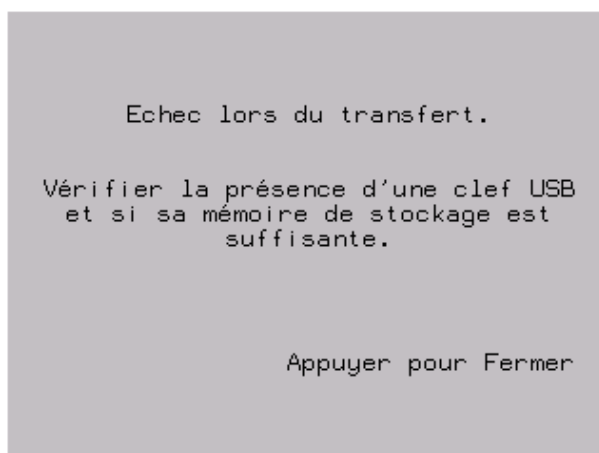 Echec lors du transfert.
Vérifier la présence d'une clef USB
et si sa mémoire de stockage est
suffisante.
Appuyer pour Fermer